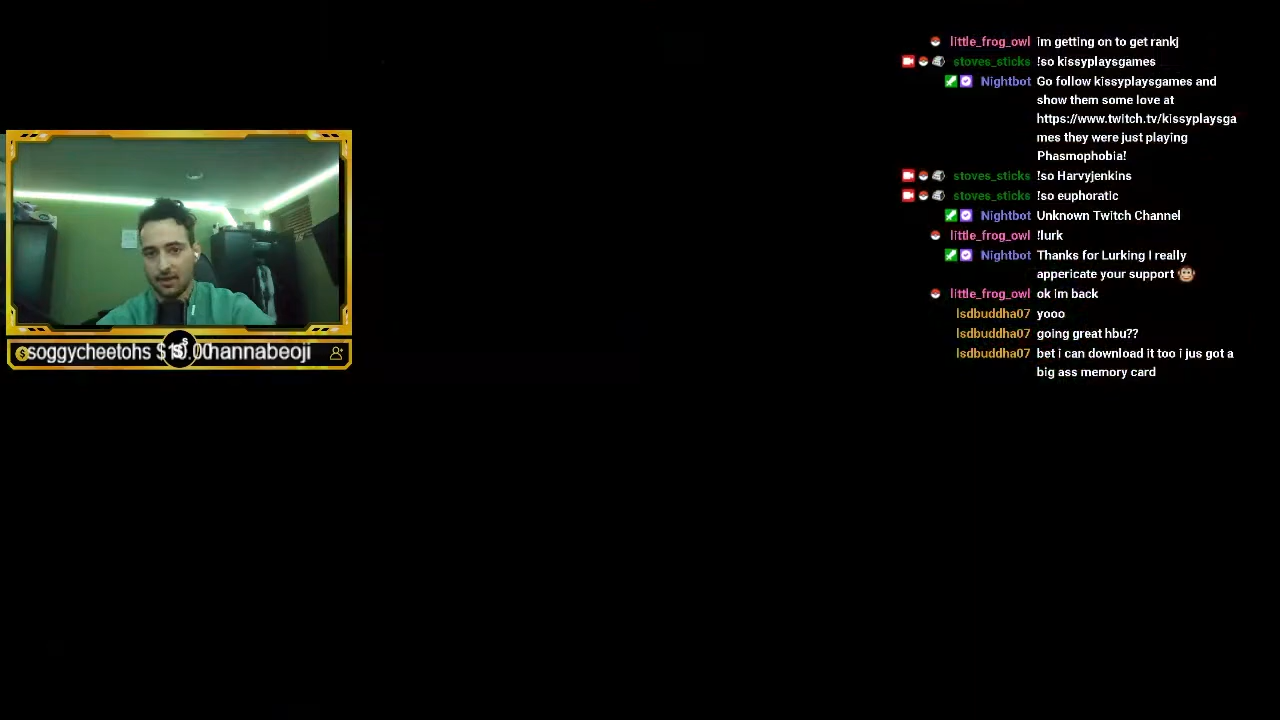 little_frog_owl im getting on to get rankj
stoves_sticks !so kissyplaysgames
Nightbot Go follow kissyplaysgames and
show them some love at
https://www.twitch.tv/kissyplaysga
mes they were just playing
Phasmophobia!
stoves_sticks !so Harvyjenkins
stoves_sticks !so euphoratic
Nightbot Unknown Twitch Channel
little_frog_owl !lurk
Nightbot Thanks for Lurking I really
appericate your support
little_frog_owl ok im back
lsdbuddha07 yooo
lsdbuddha07 going great hbu??
lsdbuddha07 bet i can download it too i jus got a
big ass memory card
soggycheetohs hannabeoji